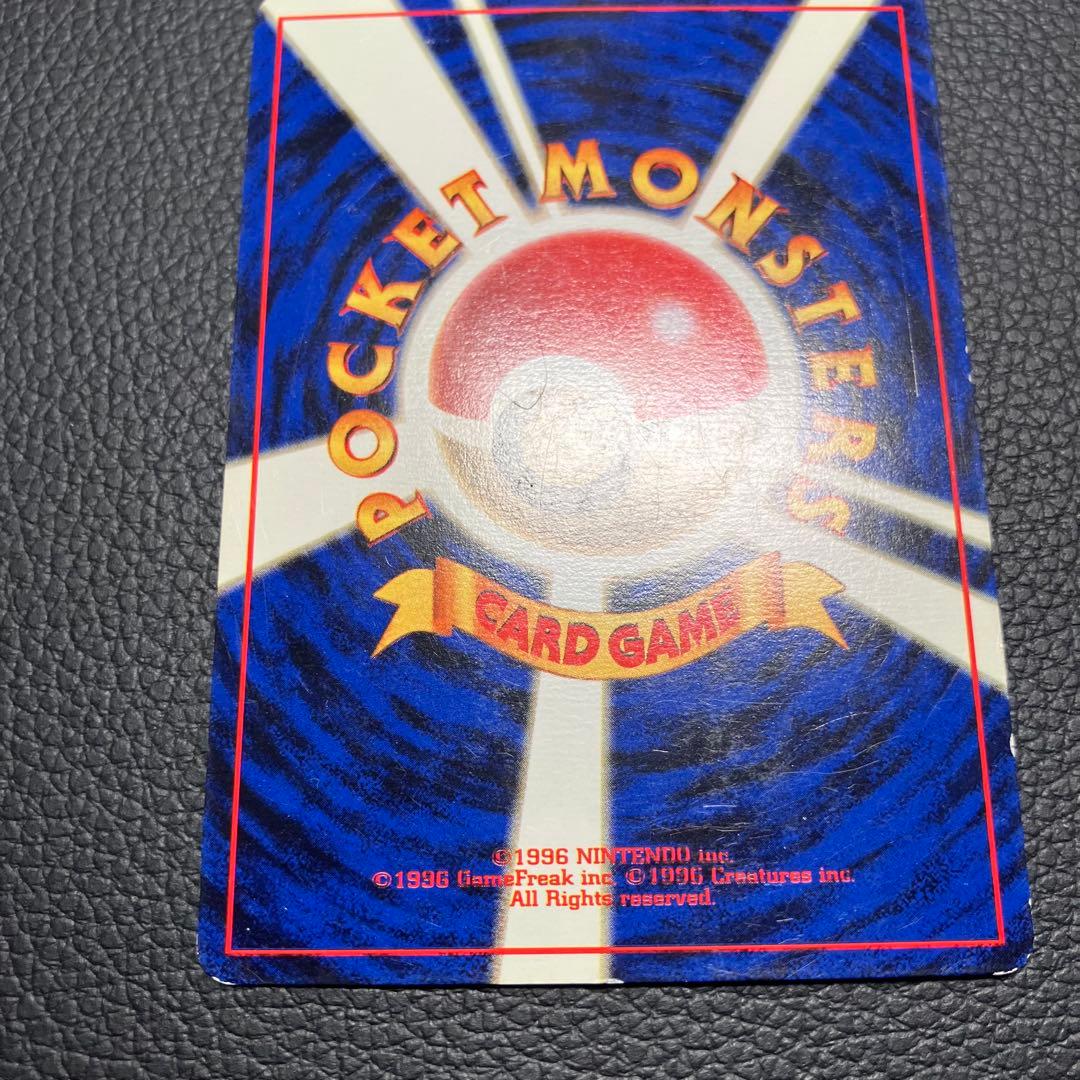 POCKET MONSTERS
CARD GAME
©1996 NINTENDO inc.
©1996 GameFreak inc. ©1996 Creatures inc.
All Rights reserved.